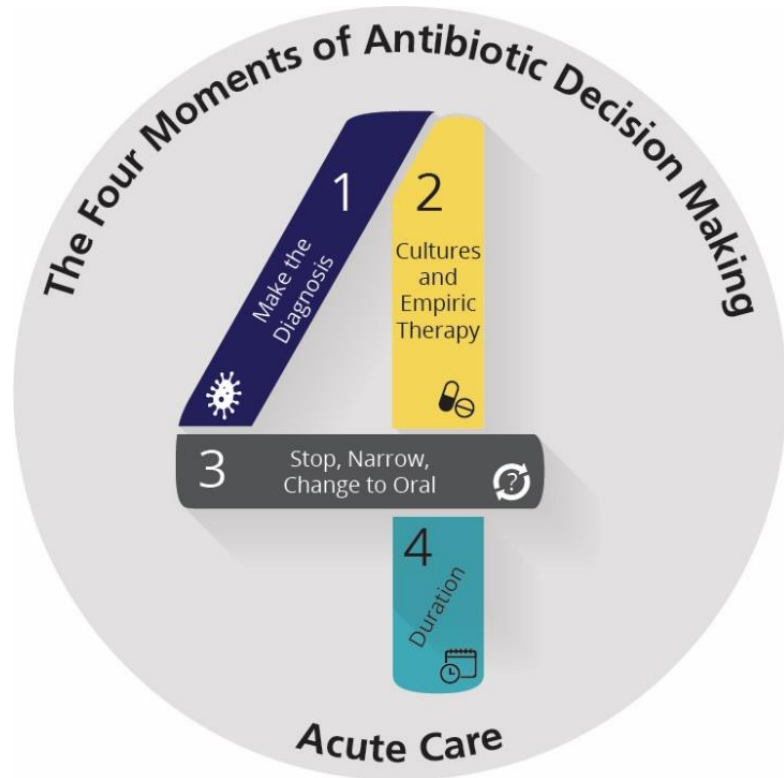 The Four Moments of Antibiotic Decision Making
1
Make the
Diagnosis
2
Cultures
and
Empiric
Therapy
3
Stop, Narrow,
Change to Oral
?
4
Duration
Acute Care